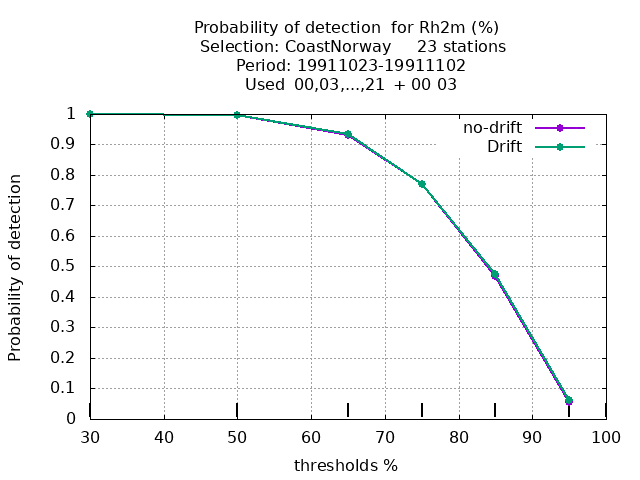 Probability of detection for Rh2m (%)
Selection: CoastNorway 23 stations
Period: 19911023-19911102
Used 00,03,...,21 + 00 03
no-drift
Drift
Probability of detection
1
0.9
0.8
0.7
0.6
0.5
0.4
0.3
0.2
0.1
0
30 40 50 60 70 80 90 100
thresholds %